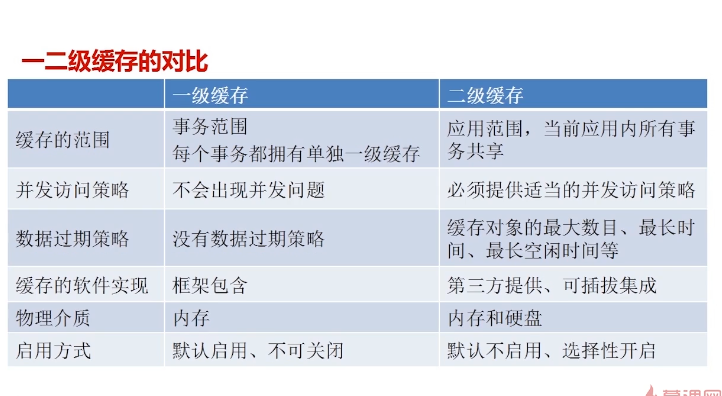 一二级缓存的对比
一级缓存 二级缓存
缓存的范围
事务范围
每个事务都拥有单独一级缓存
应用范围，当前应用内所有事
务共享
并发访问策略 不会出现并发问题 必须提供适当的并发访问策略
数据过期策略 没有数据过期策略
缓存对象的最大数目、最长时
间、最长空闲时间等
缓存的软件实现 框架包含 第三方提供、可插拔集成
物理介质 内存 内存和硬盘
启用方式 默认启用、不可关闭 默认不启用、选择性开启